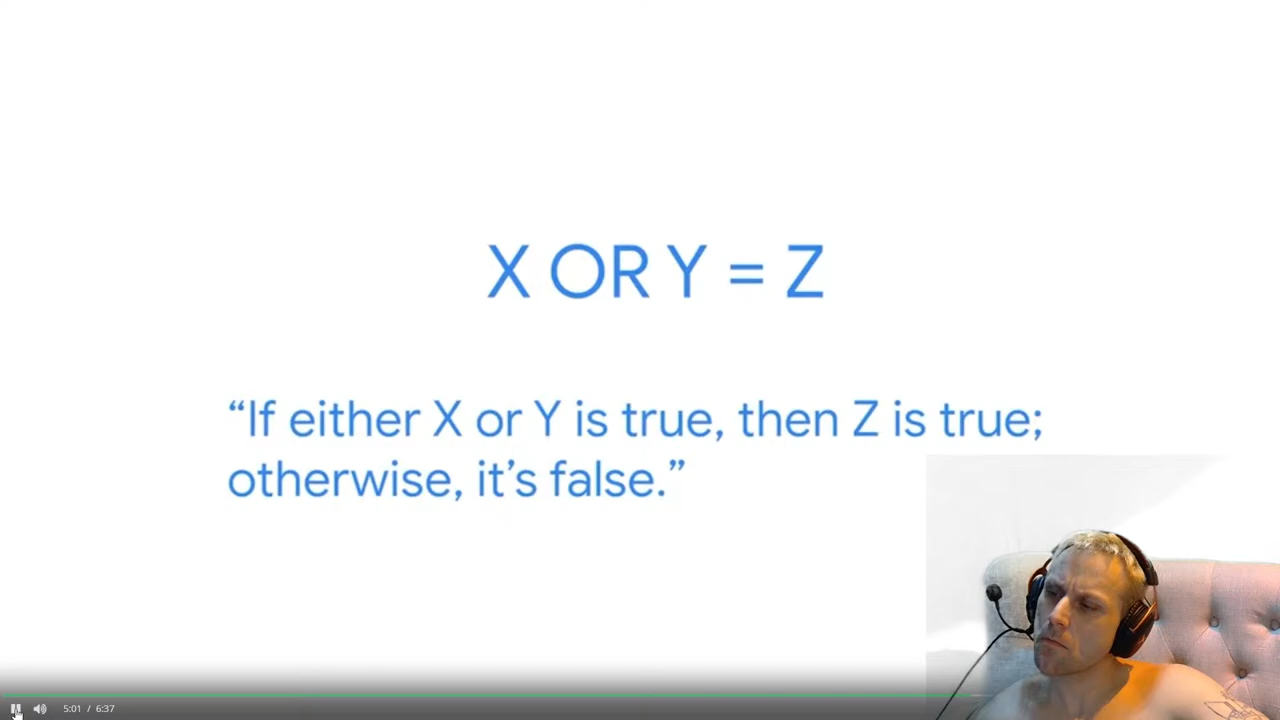 X OR Y = Z
“If either X or Y is true, then Z is true;
otherwise, it’s false.”
5:01 / 6:37